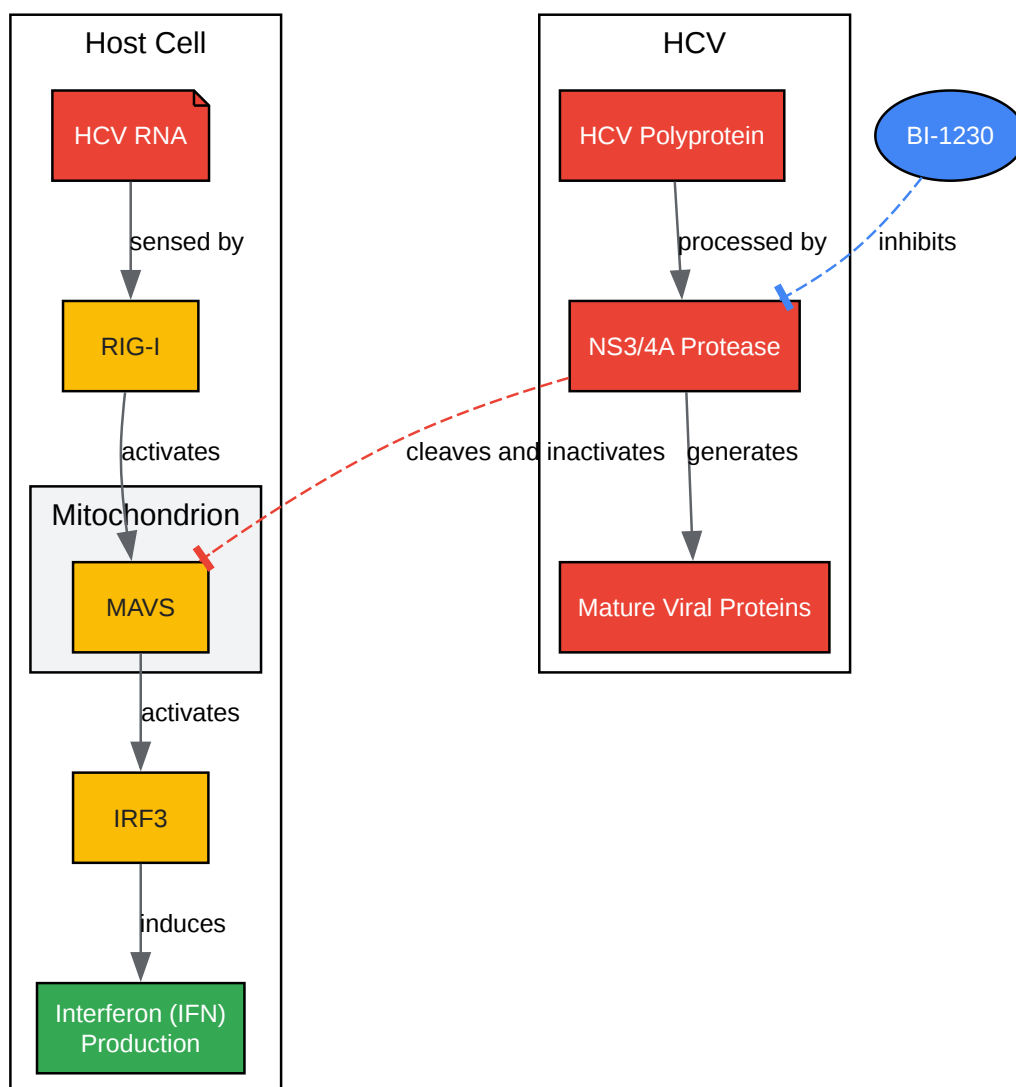 Host Cell
HCV
HCV RNA
HCV Polyprotein
BI-1230
sensed by
processed by
inhibits
RIG-I
NS3/4A Protease
activates
cleaves and inactivates
generates
Mitochondrion
MAVS
Mature Viral Proteins
activates
IRF3
induces
Interferon (IFN)
Production